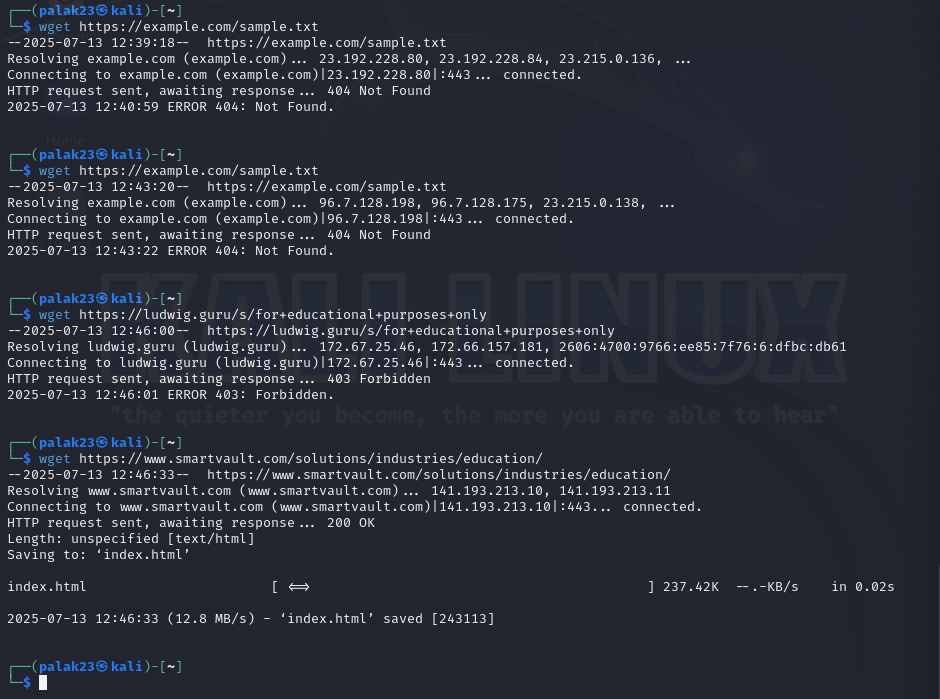 ┌──(palak23㉿kali)-[~]
└─$ wget https://example.com/sample.txt
--2025-07-13 12:39:18--  https://example.com/sample.txt
Resolving example.com (example.com)... 23.192.228.80, 23.192.228.84, 23.215.0.136, ...
Connecting to example.com (example.com)|23.192.228.80|:443... connected.
HTTP request sent, awaiting response... 404 Not Found
2025-07-13 12:40:59 ERROR 404: Not Found.
Home
┌──(palak23㉿kali)-[~]
└─$ wget https://example.com/sample.txt
--2025-07-13 12:43:20--  https://example.com/sample.txt
Resolving example.com (example.com)... 96.7.128.198, 96.7.128.175, 23.215.0.138, ...
Connecting to example.com (example.com)|96.7.128.198|:443... connected.
HTTP request sent, awaiting response... 404 Not Found
2025-07-13 12:43:22 ERROR 404: Not Found.
KALI LINUX
┌──(palak23㉿kali)-[~]
└─$ wget https://ludwig.guru/s/for+educational+purposes+only
--2025-07-13 12:46:00--  https://ludwig.guru/s/for+educational+purposes+only
Resolving ludwig.guru (ludwig.guru)... 172.67.25.46, 172.66.157.181, 2606:4700:9766:ee85:7f76:6:dfbc:db61
Connecting to ludwig.guru (ludwig.guru)|172.67.25.46|:443... connected.
HTTP request sent, awaiting response... 403 Forbidden
2025-07-13 12:46:01 ERROR 403: Forbidden.
"the quieter you become, the more you are able to hear"
┌──(palak23㉿kali)-[~]
└─$ wget https://www.smartvault.com/solutions/industries/education/
--2025-07-13 12:46:33--  https://www.smartvault.com/solutions/industries/education/
Resolving www.smartvault.com (www.smartvault.com)... 141.193.213.10, 141.193.213.11
Connecting to www.smartvault.com (www.smartvault.com)|141.193.213.10|:443... connected.
HTTP request sent, awaiting response... 200 OK
Length: unspecified [text/html]
Saving to: ‘index.html’
index.html [ <=> ] 237.42K --.-KB/s in 0.02s
2025-07-13 12:46:33 (12.8 MB/s) - ‘index.html’ saved [243113]
┌──(palak23㉿kali)-[~]
└─$